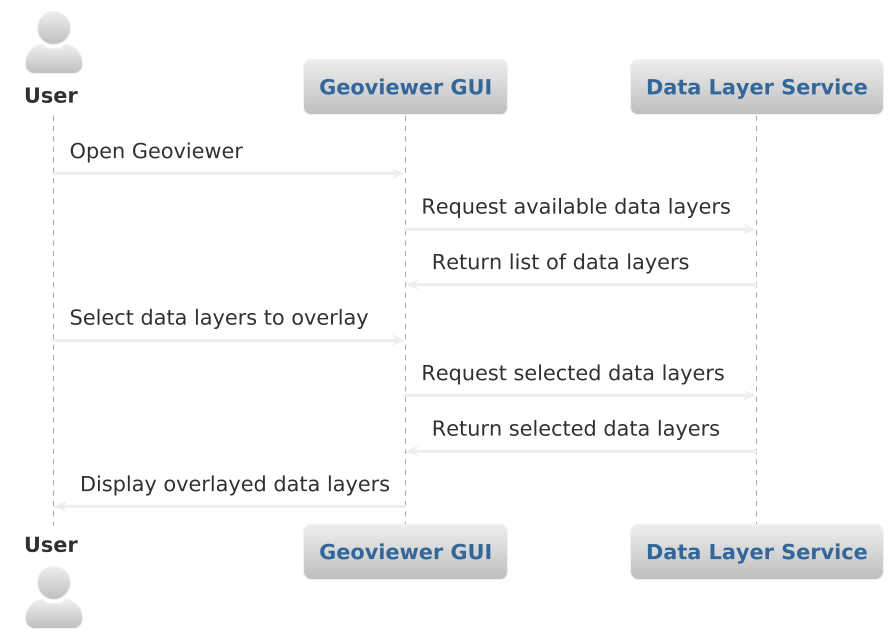 User
Geoviewer GUI
Data Layer Service
Open Geoviewer
Request available data layers
Return list of data layers
Select data layers to overlay
Request selected data layers
Return selected data layers
Display overlayed data layers
User
Geoviewer GUI
Data Layer Service